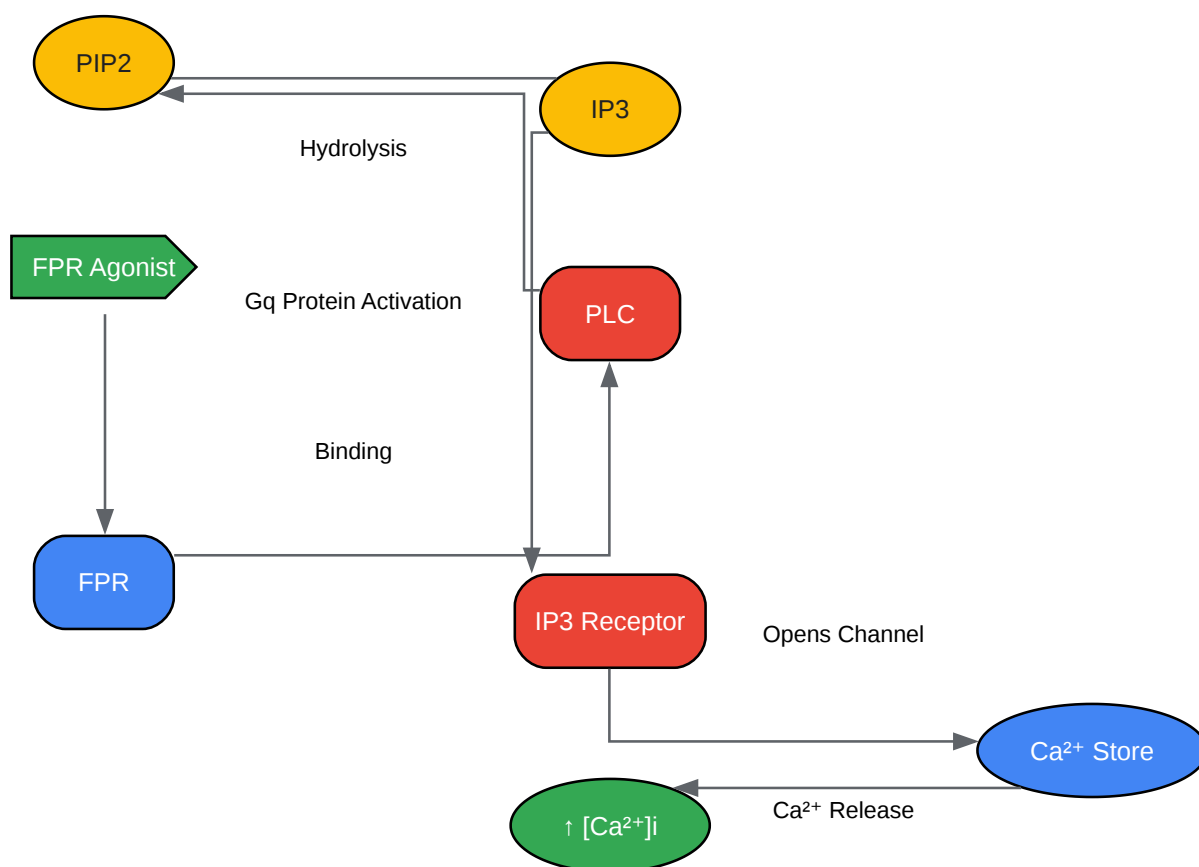 PIP2
IP3
Hydrolysis
FPR Agonist
Gq Protein Activation
PLC
Binding
FPR
IP3 Receptor
Opens Channel
Ca²⁺ Store
Ca²⁺ Release
↑ [Ca²⁺]i